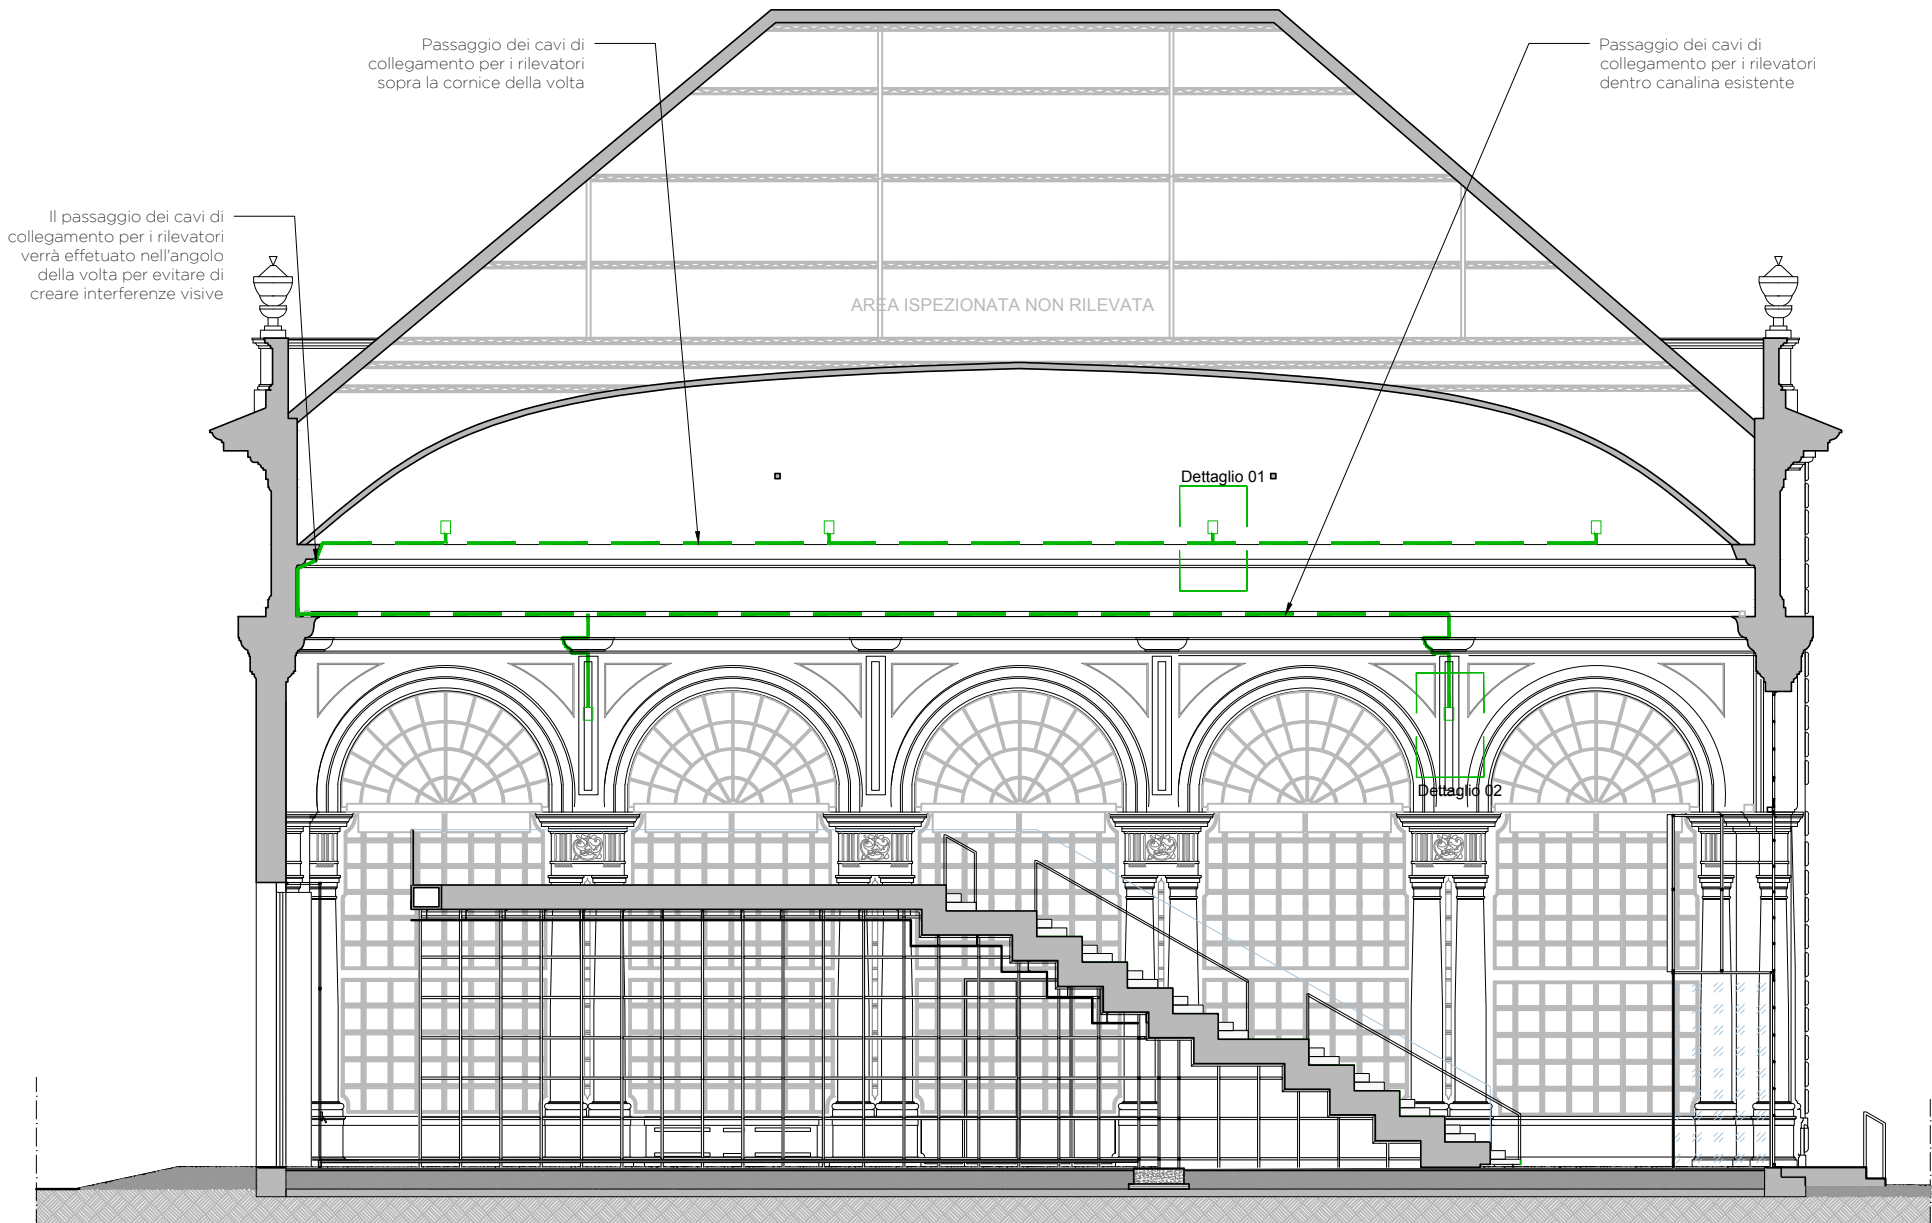 Passaggio dei cavi di
collegamento per i rilevatori
sopra la cornice della volta
Passaggio dei cavi di
collegamento per i rilevatori
dentro canalina esistente
Il passaggio dei cavi di
collegamento per i rilevatori
verrà effetuato nell'angolo
della volta per evitare di
creare interferenze visive
AREA ISPEZIONATA NON RILEVATA
Dettaglio 01
Dettaglio 02